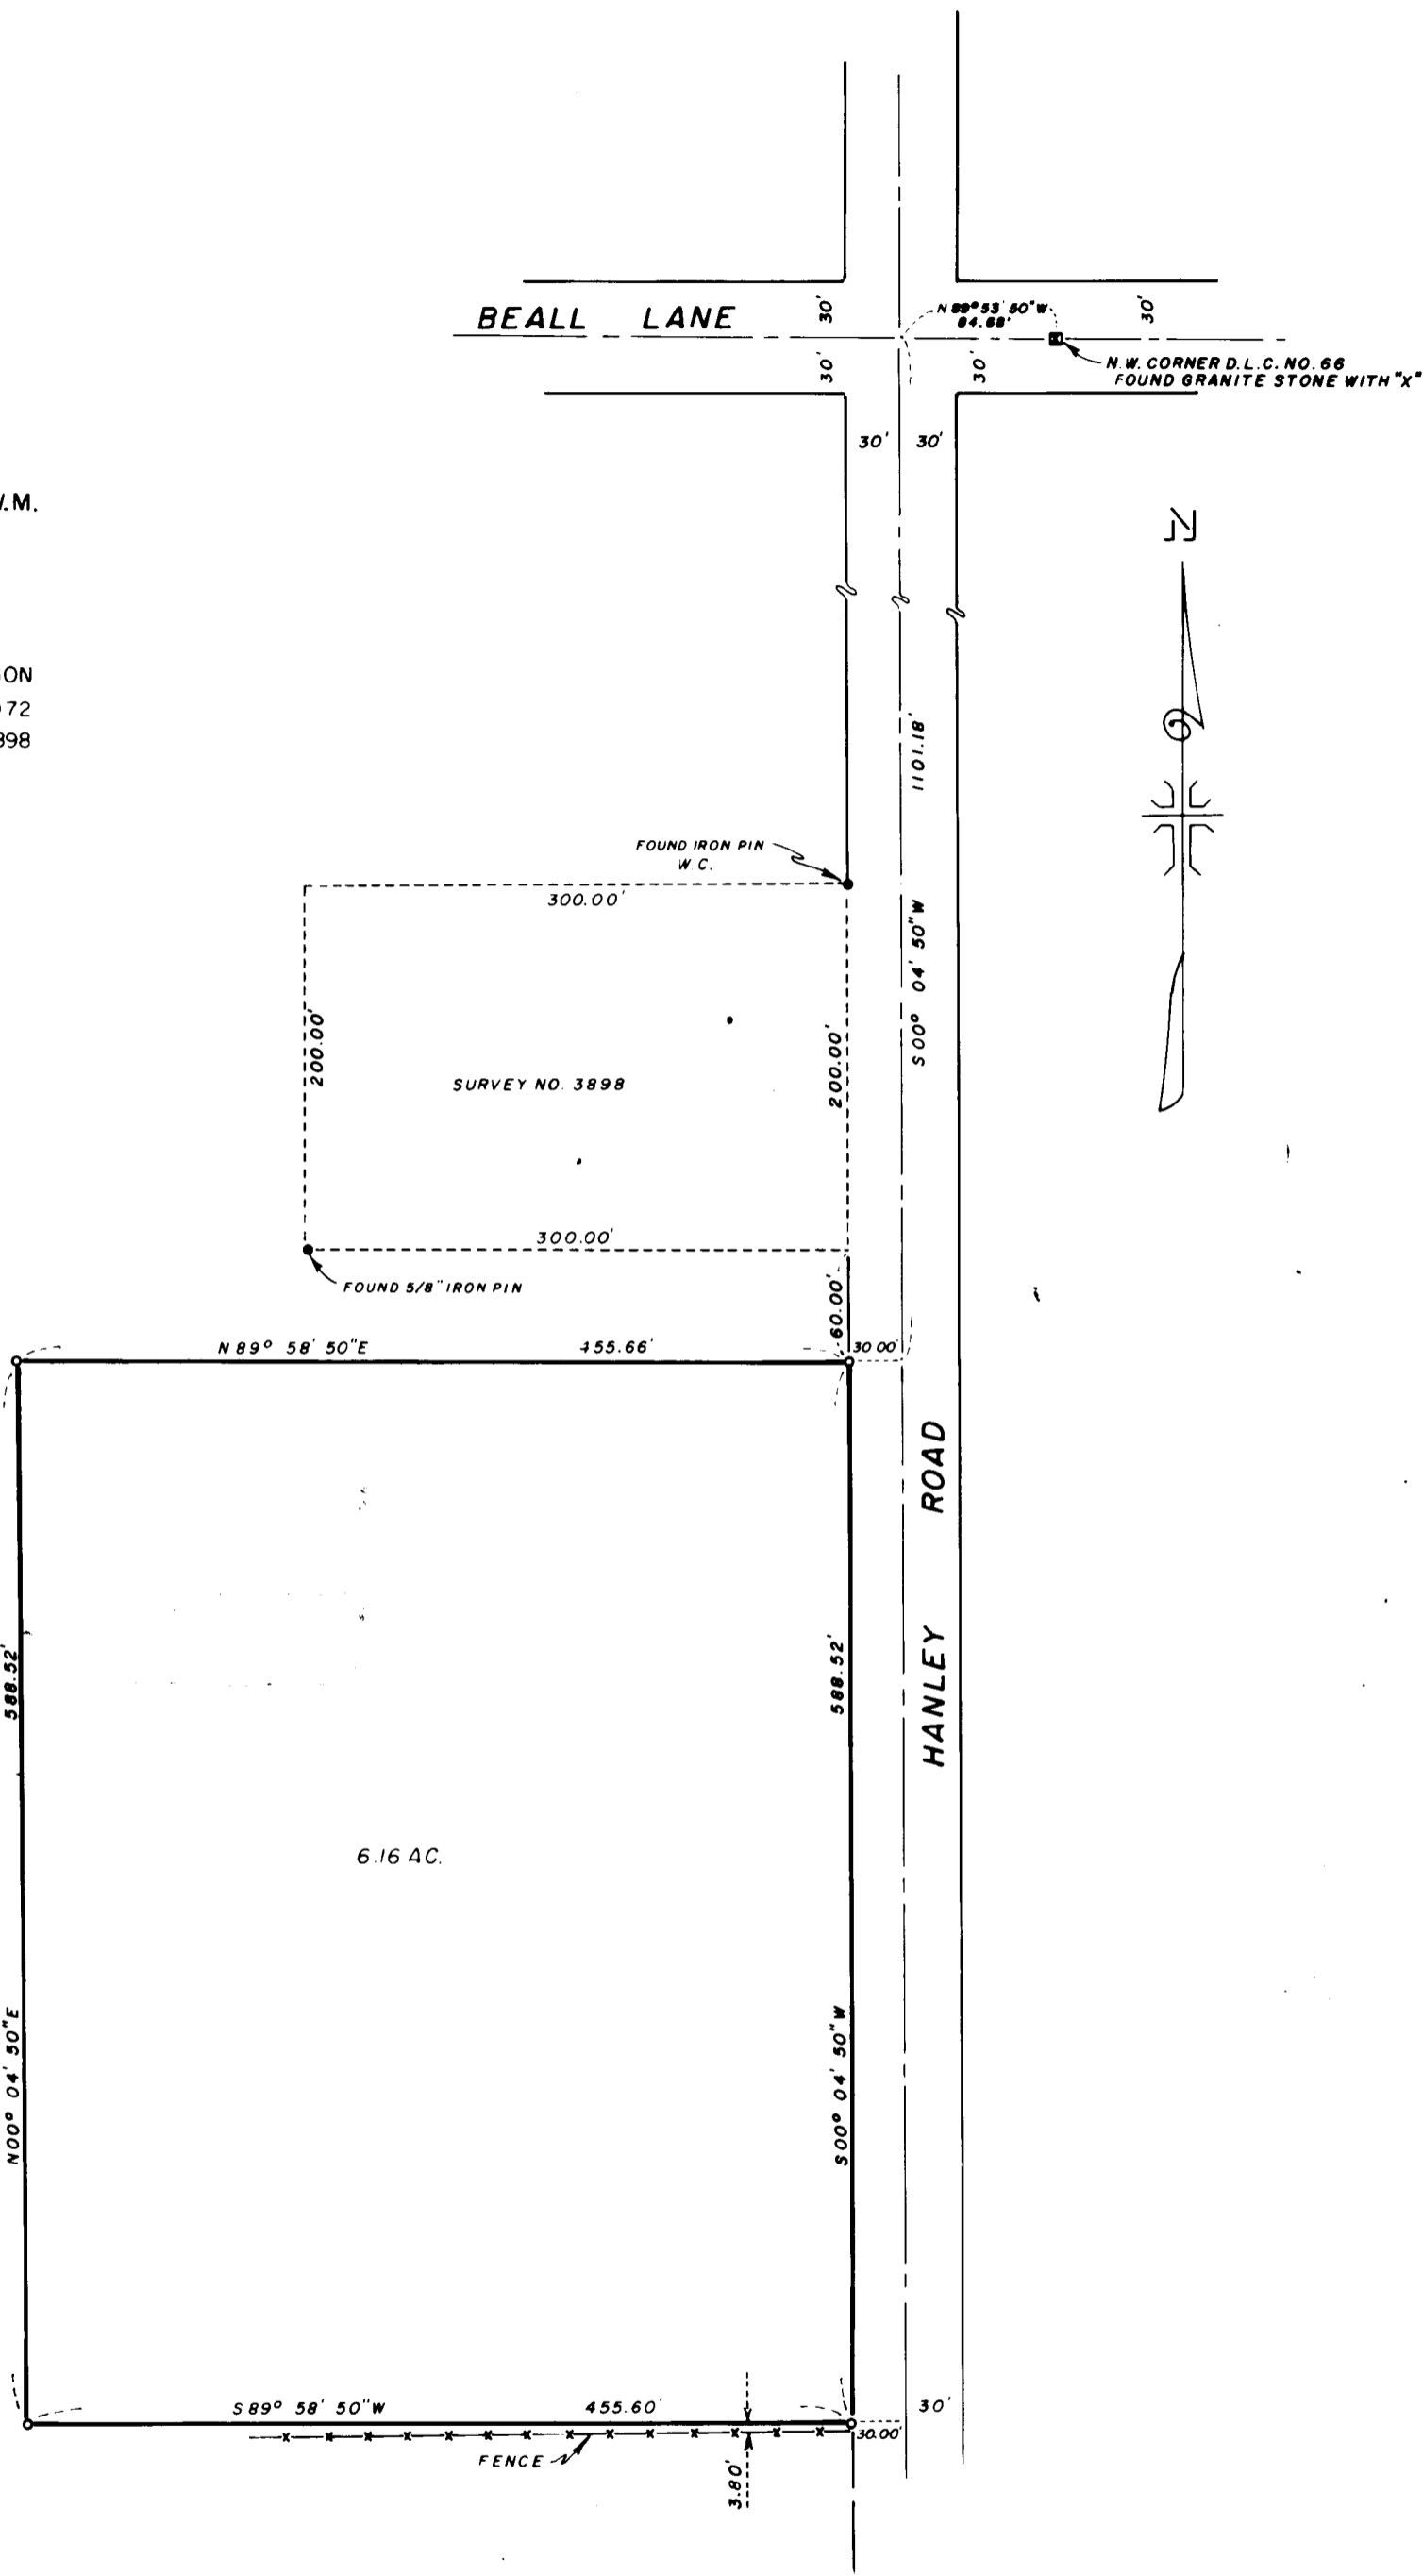 30'
30'
N 89° 53' 50" W
84.68'
BEALL LANE
30'
30'
N.W. CORNER D.L.C. NO. 66
FOUND GRANITE STONE WITH "X"
30' 30'
W.M.
N
ON
72
898
1101.18'
FOUND IRON PIN
W.C.
300.00'
S 00° 04' 50" W
200.00'
200.00'
SURVEY NO. 3898
300.00'
FOUND 5/8" IRON PIN
60.00'
N 89° 58' 50" E 455.66'
30.00'
HANLEY ROAD
588.52'
588.52'
6.16 AC.
N00° 04' 50" E
S00° 04' 50" W
S 89° 58' 50" W 455.60'
30'
30.00'
FENCE
3.80'